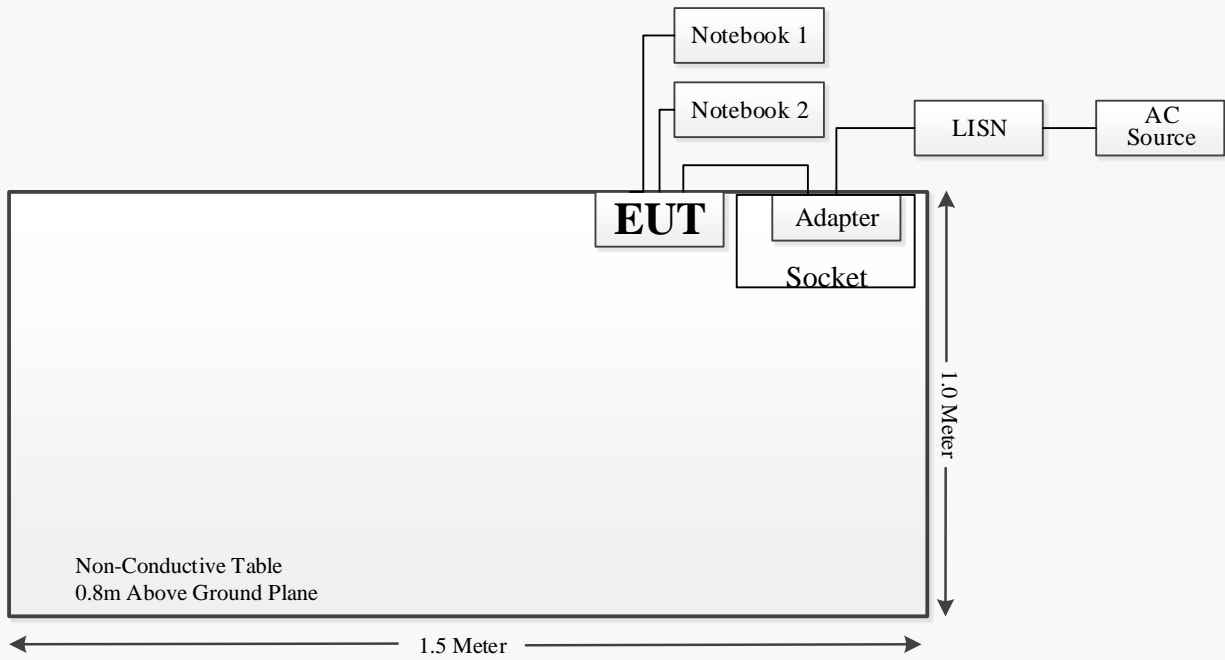 Notebook 1
Notebook 2
LISN
AC
Source
EUT
Adapter
Socket
1.0 Meter
Non-Conductive Table
0.8m Above Ground Plane
1.5 Meter